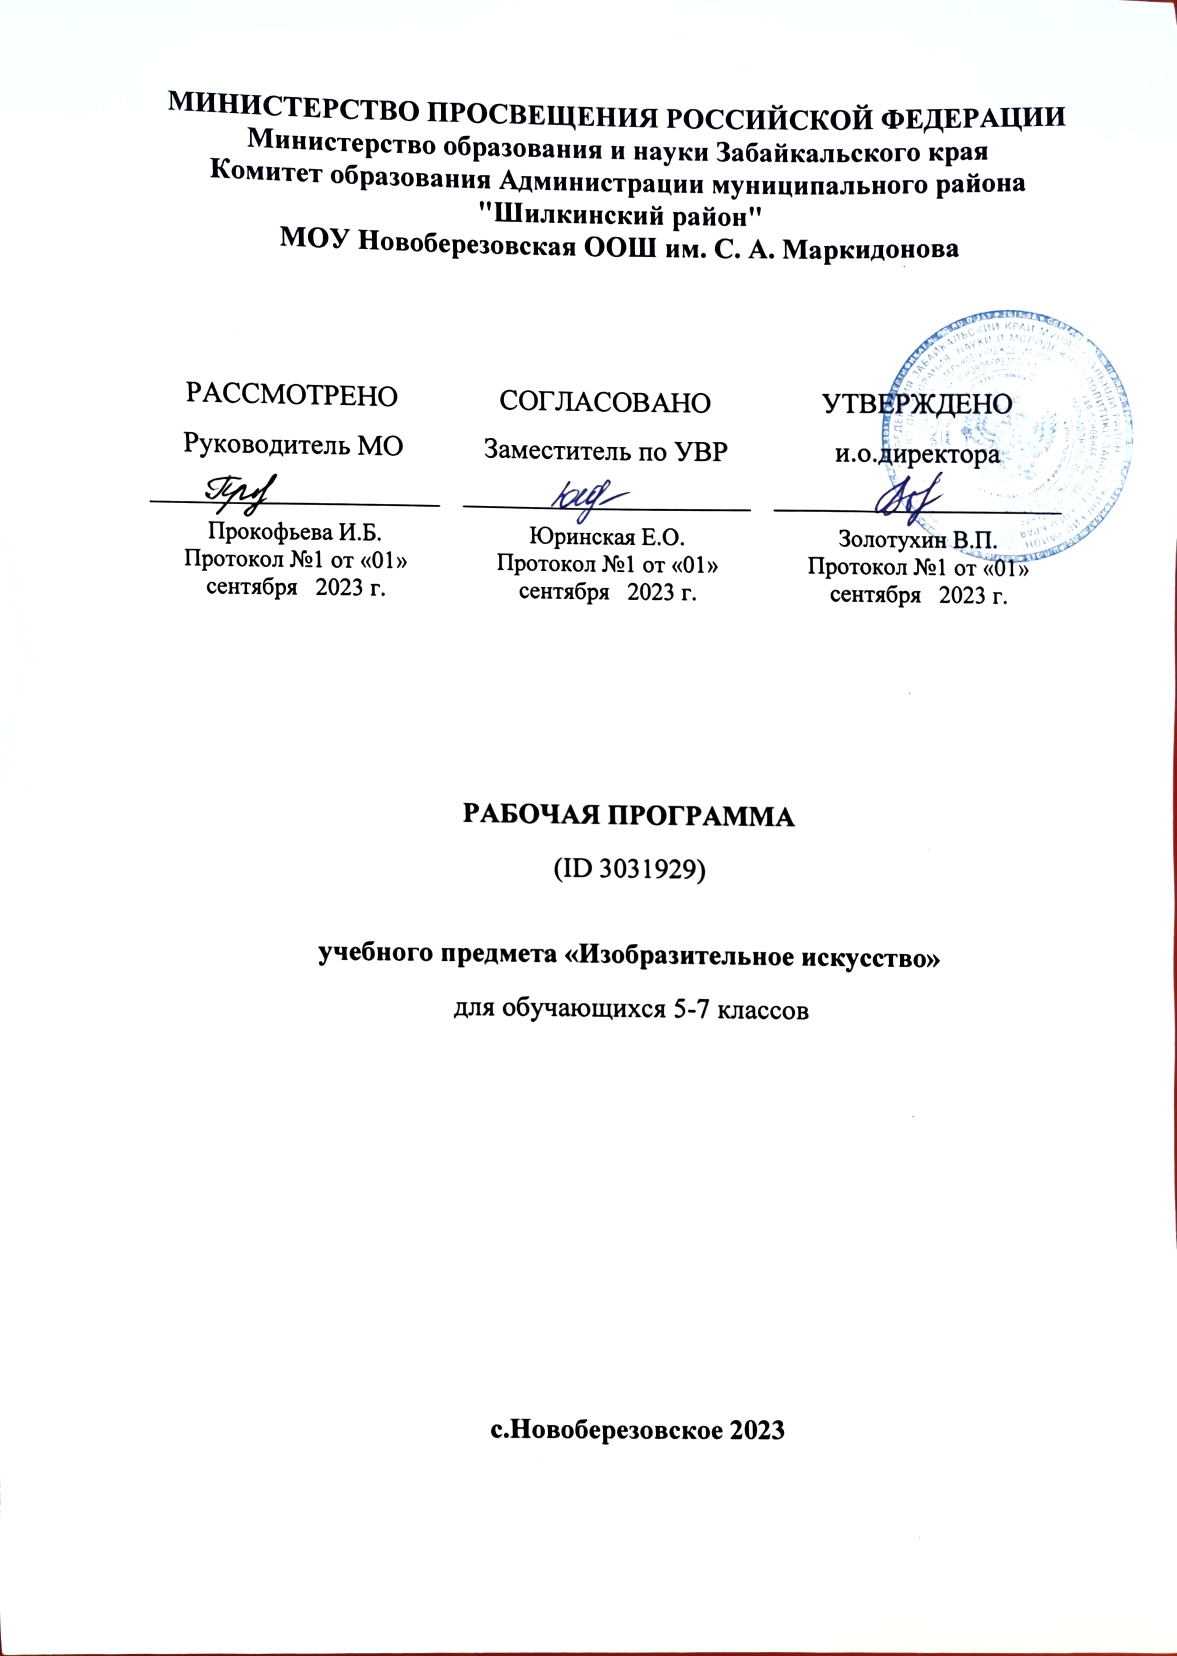 МИНИСТЕРСТВО ПРОСВЕЩЕНИЯ РОССИЙСКОЙ ФЕДЕРАЦИИ
Министерство образования и науки Забайкальского края
Комитет образования Администрации муниципального района
"Шилкинский район"
МОУ Новоберезовская ООШ им. С. А. Маркидонова
РАССМОТРЕНО
Руководитель МО
Прокофьева И.Б.
Протокол №1 от «01»
сентября 2023 г.
СОГЛАСОВАНО
Заместитель по УВР
Юринская Е.О.
Протокол №1 от «01»
сентября 2023 г.
УТВЕРЖДЕНО
и.о.директора
Золотухин В.П.
Протокол №1 от «01»
сентября 2023 г.
РАБОЧАЯ ПРОГРАММА
(ID 3031929)
учебного предмета «Изобразительное искусство»
для обучающихся 5-7 классов
с.Новоберезовское 2023